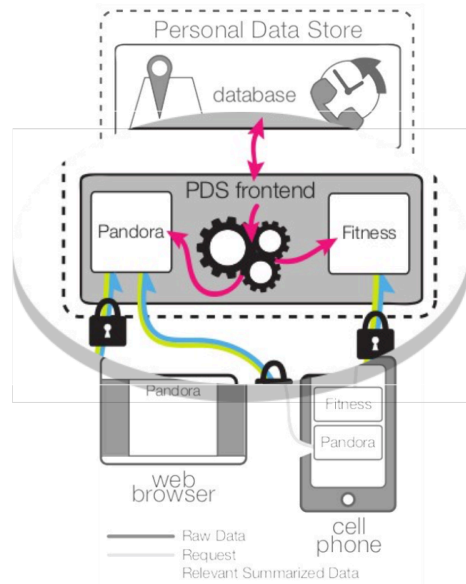 Personal Data Store
database
PDS frontend
Pandora
Fitness
Pandora
Fitness
Pandora
web
browser
cell
phone
Raw Data
Request
Relevant Summarized Data